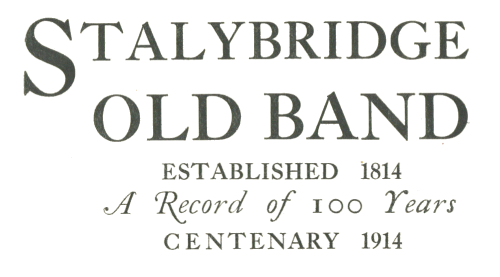 STALYBRIDGE
OLD BAND
ESTABLISHED 1814
A Record of 100 Years
CENTENARY 1914